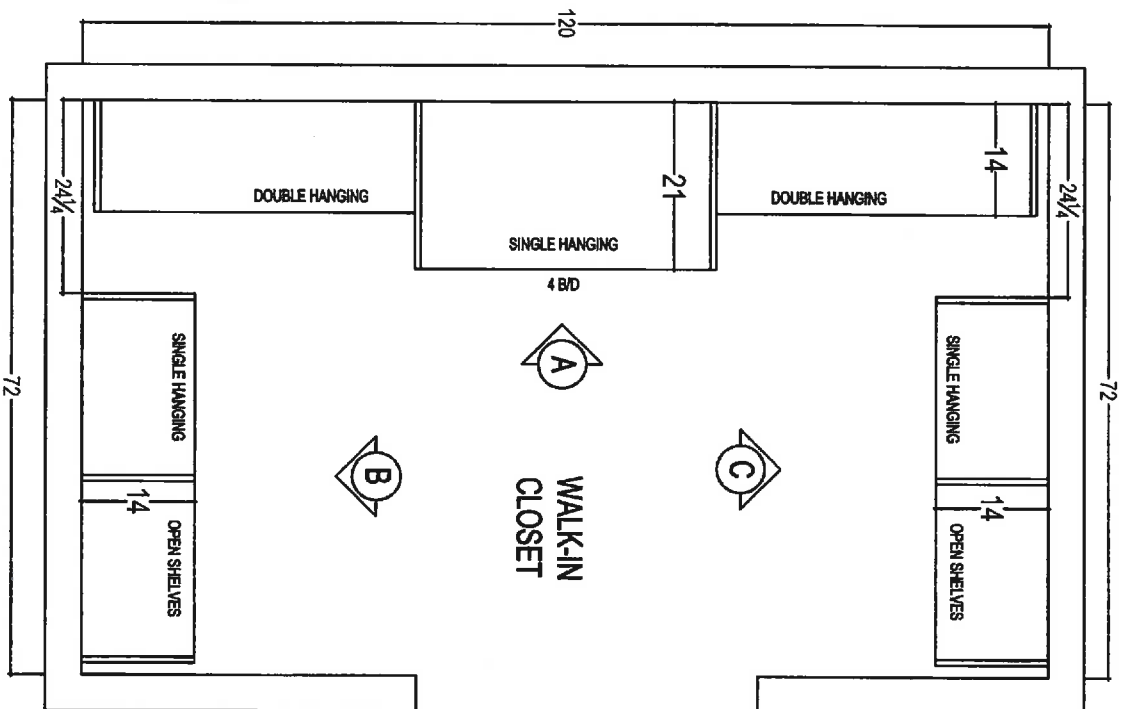 120
72
24¼
DOUBLE HANGING
SINGLE HANGING
4 B/D
21
DOUBLE HANGING
14
24¼
72
SINGLE HANGING
14
OPEN SHELVES
A
B
C
WALK-IN
CLOSET
SINGLE HANGING
14
OPEN SHELVES